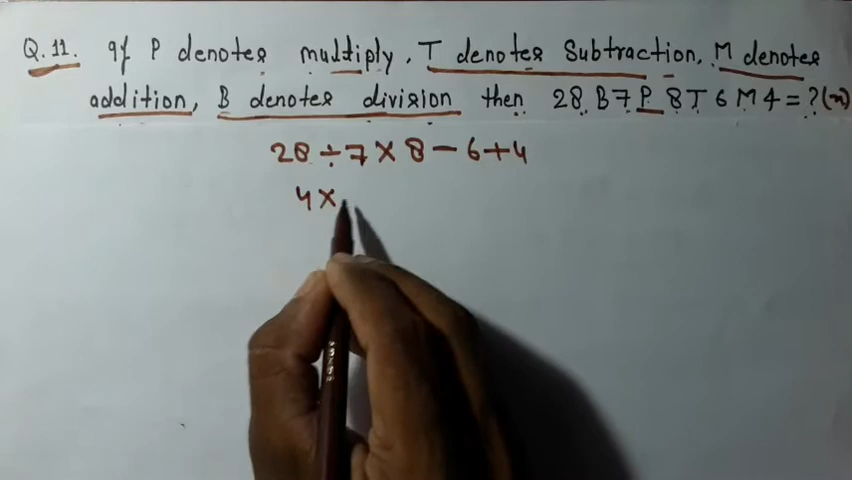 Q.11. If P denotes multiply, T denotes Subtraction, M denotes
addition, B denotes division then 28 B 7 P 8 T 6 M 4 = ? (n)
28 ÷ 7 × 8 - 6 + 4
4 ×